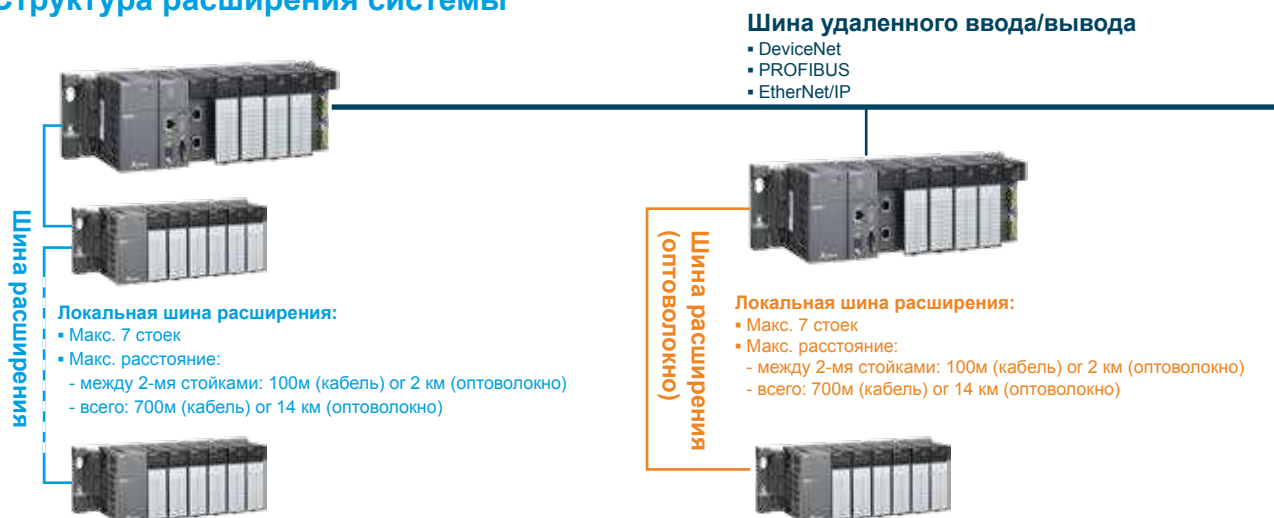 Структура расширения системы
Шина удаленного ввода/вывода
▪ DeviceNet
▪ PROFIBUS
▪ EtherNet/IP
Шина расширения
Локальная шина расширения:
▪ Макс. 7 стоек
▪ Макс. расстояние:
- между 2-мя стойками: 100м (кабель) or 2 км (оптоволокно)
- всего: 700м (кабель) or 14 км (оптоволокно)
Шина расширения
(оптоволокно)
Локальная шина расширения:
▪ Макс. 7 стоек
▪ Макс. расстояние:
- между 2-мя стойками: 100м (кабель) or 2 км (оптоволокно)
- всего: 700м (кабель) or 14 км (оптоволокно)